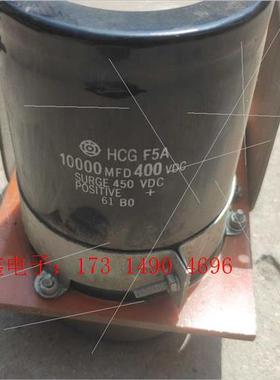 HCG F5A
10000 MFD 400 VDC
SURGE 450 VDC
POSITIVE +
61 B0
电子: 173 1490 4696